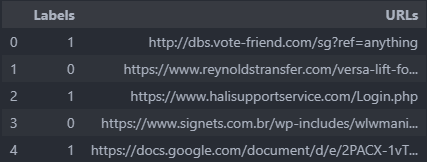 Labels URLs
0 1 http://dbs.vote-friend.com/sg?ref=anything
1 0 https://www.reynoldstransfer.com/versa-lift-fo...
2 1 https://www.halisupportservice.com/Login.php
3 0 https://www.signets.com.br/wp-includes/wlwmani...
4 1 https://docs.google.com/document/d/e/2PACX-1vT...